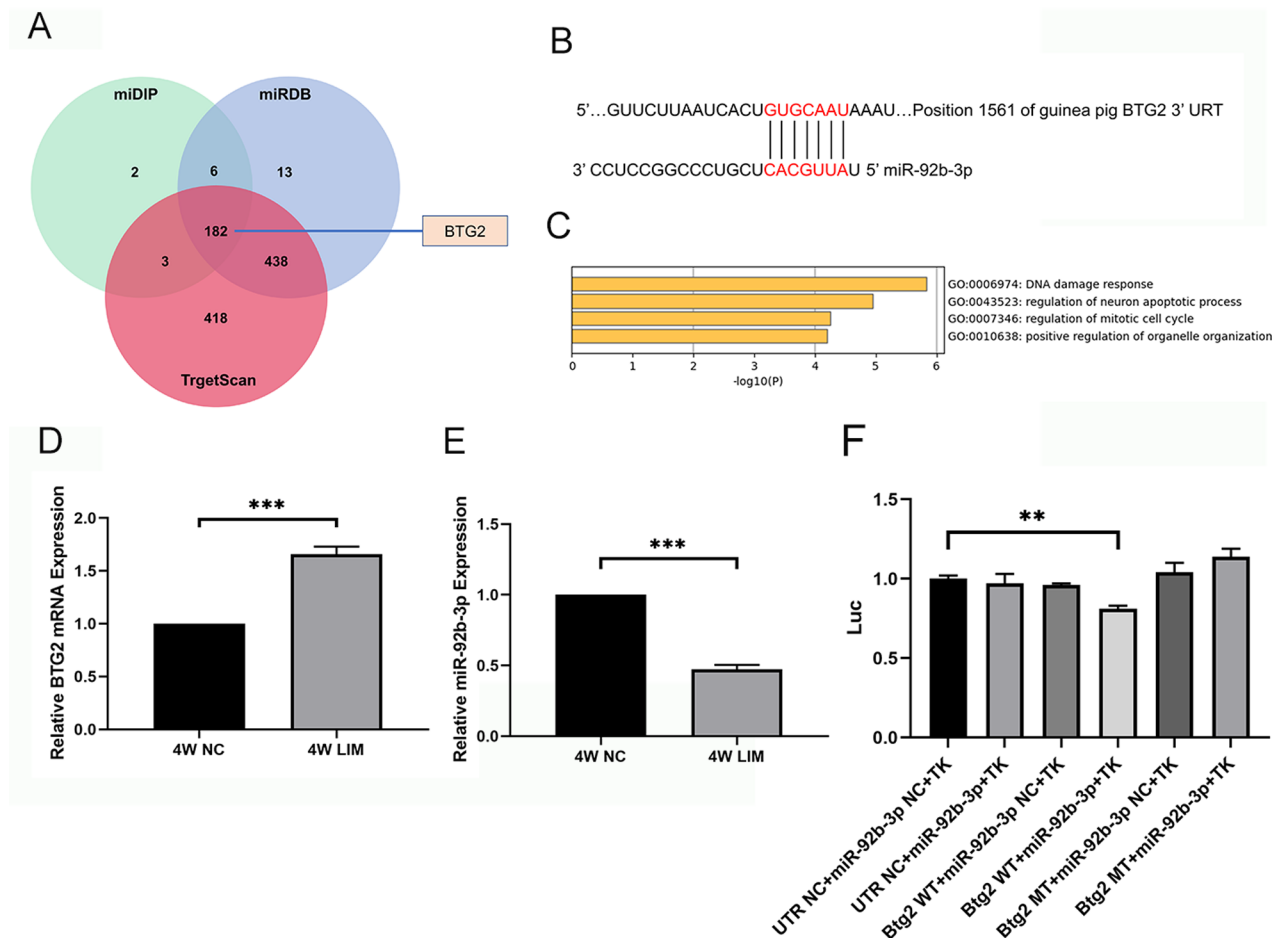 A
miDIP
miRDB
2
6
13
182
BTG2
3
438
418
TrgetScan
B
5'...GUUCUUAAUCACUGUGCAAUAAAU...Position 1561 of guinea pig BTG2 3' URT
3' CCUCCGGCCCUGCUCACGUUAU 5' miR-92b-3p
C
GO:0006974: DNA damage response
GO:0043523: regulation of neuron apoptotic process
GO:0007346: regulation of mitotic cell cycle
GO:0010638: positive regulation of organelle organization
0 1 2 3 4 5 6
-log10(P)
D
Relative BTG2 mRNA Expression
2.0
1.5
1.0
0.5
0.0
***
4W NC 4W LIM
E
Relative miR-92b-3p Expression
1.5
1.0
0.5
0.0
***
4W NC 4W LIM
F
Luc
1.5
1.0
0.5
0.0
**
UTR NC+miR-92b-3p NC+TK
UTR NC+miR-92b-3p+TK
Btg2 WT+miR-92b-3p NC+TK
Btg2 WT+miR-92b-3p+TK
Btg2 MT+miR-92b-3p NC+TK
Btg2 MT+miR-92b-3p+TK